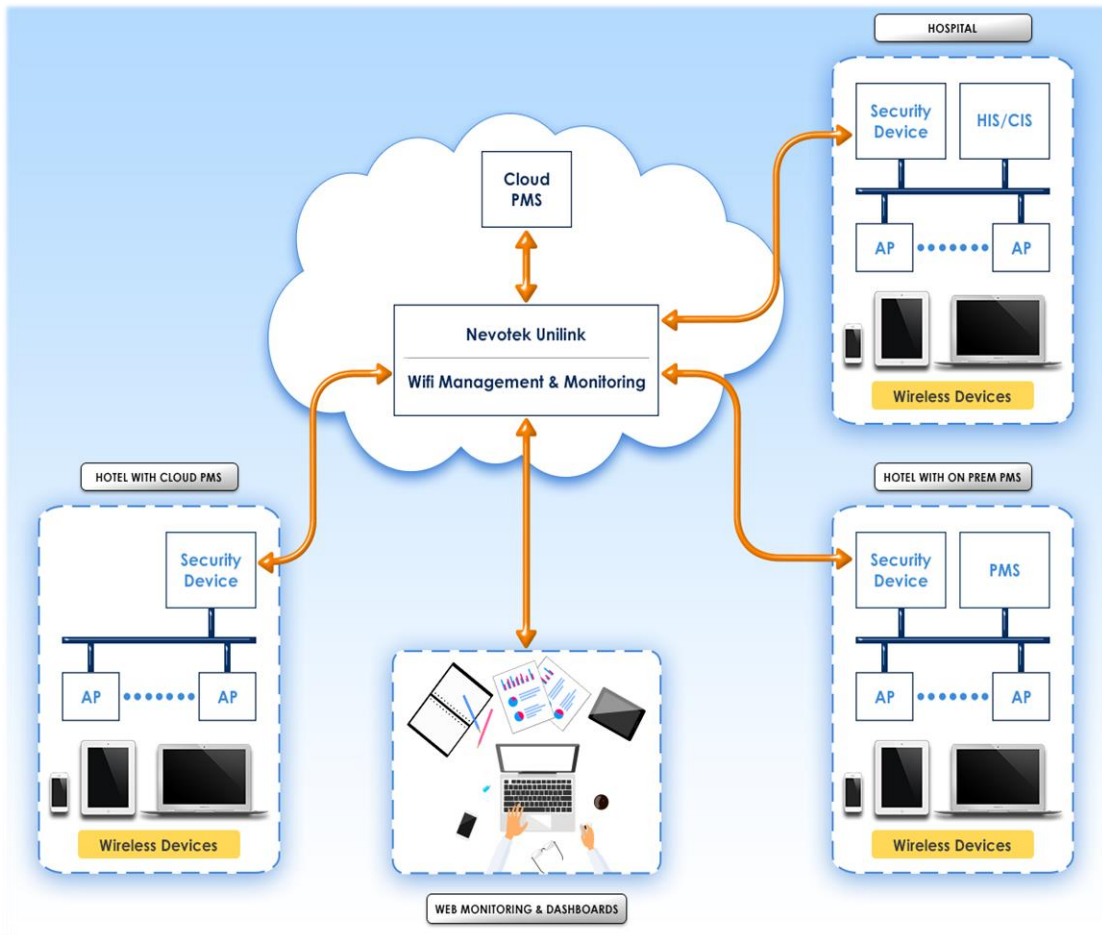 HOSPITAL
Security
Device
HIS/CIS
AP
AP
Wireless Devices
Cloud
PMS
Nevotek Unilink
Wifi Management & Monitoring
HOTEL WITH CLOUD PMS
Security
Device
AP
AP
Wireless Devices
WEB MONITORING & DASHBOARDS
HOTEL WITH ON PREM PMS
Security
Device
PMS
AP
AP
Wireless Devices